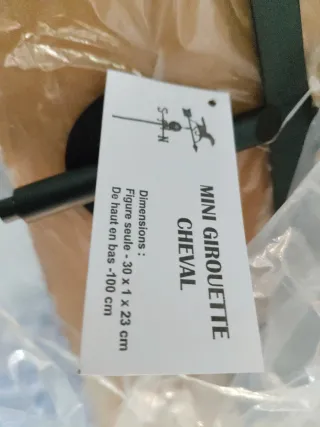 S N
MINI GIROUETTE
CHEVAL
Dimensions :
Figure seule - 30 x 1 x 23 cm
De haut en bas -100 cm